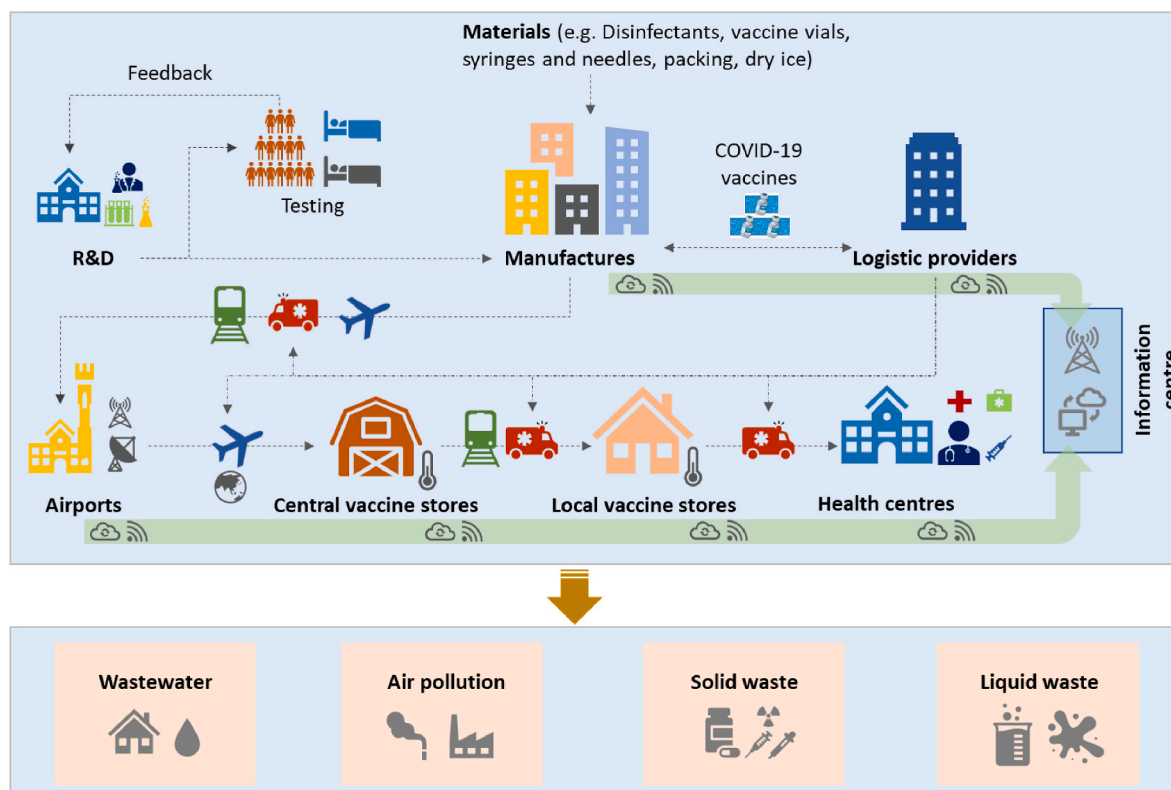 Materials (e.g. Disinfectants, vaccine vials,
syringes and needles, packing, dry ice)
Feedback
Testing
COVID-19
vaccines
R&D
Manufactures
Logistic providers
Information
centre
Airports
Central vaccine stores
Local vaccine stores
Health centres
Wastewater
Air pollution
Solid waste
Liquid waste